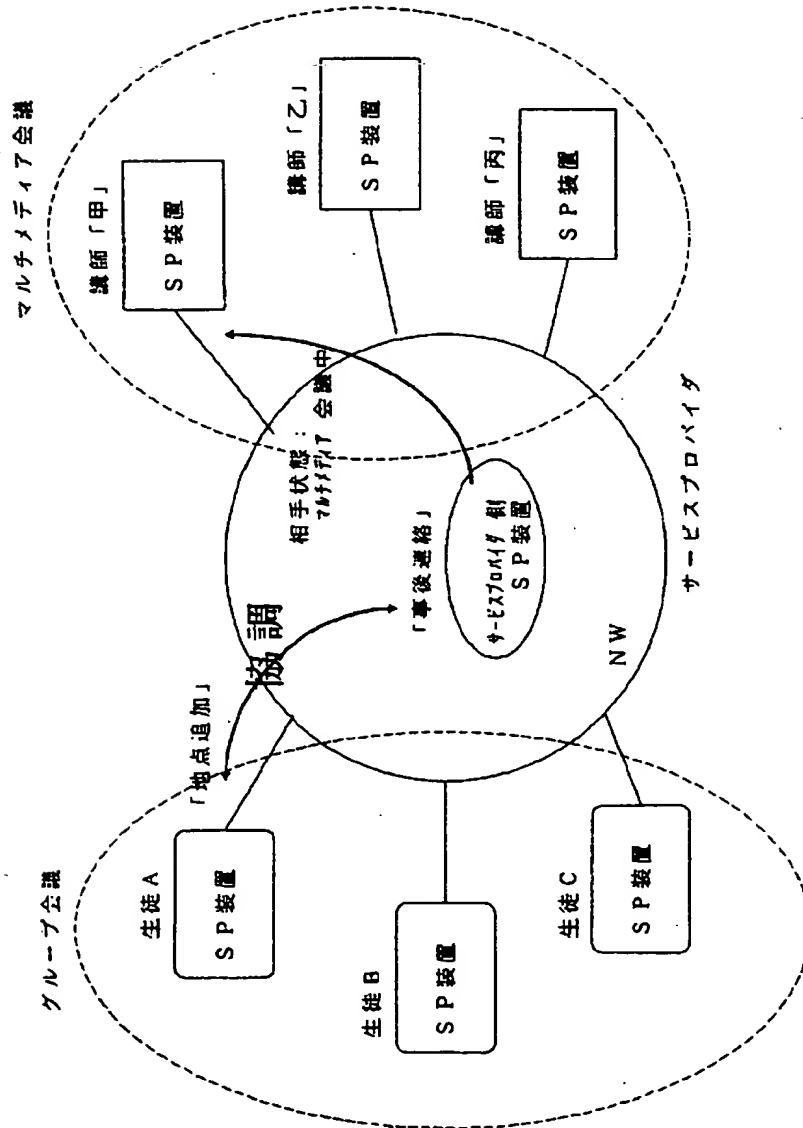 マルチメディア会議
講師「甲」
SP装置
講師「乙」
SP装置
講師「丙」
SP装置
相手状態：
マルチメディア 会議中
「事後連絡」
サービスプロバイダ 側
SP装置
NW
サービスプロバイダ
協調
「地点追加」
グループ会議
生徒A
SP装置
生徒B
SP装置
生徒C
SP装置